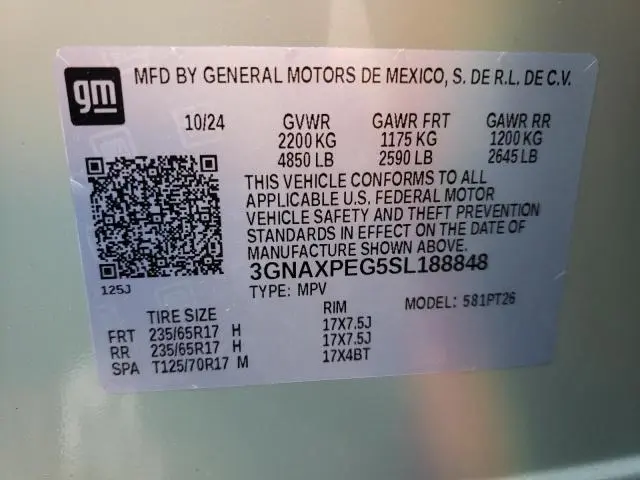 gm
MFD BY GENERAL MOTORS DE MEXICO, S. DE R.L. DE C.V.
10/24 GVWR GAWR FRT GAWR RR
2200 KG 1175 KG 1200 KG
4850 LB 2590 LB 2645 LB
THIS VEHICLE CONFORMS TO ALL
APPLICABLE U.S. FEDERAL MOTOR
VEHICLE SAFETY AND THEFT PREVENTION
STANDARDS IN EFFECT ON THE DATE OF
MANUFACTURE SHOWN ABOVE.
3GNAXPEG5SL188848
125J
TYPE: MPV MODEL: 581PT26
TIRE SIZE RIM
FRT 235/65R17 H 17X7.5J
RR 235/65R17 H 17X7.5J
SPA T125/70R17 M 17X4BT